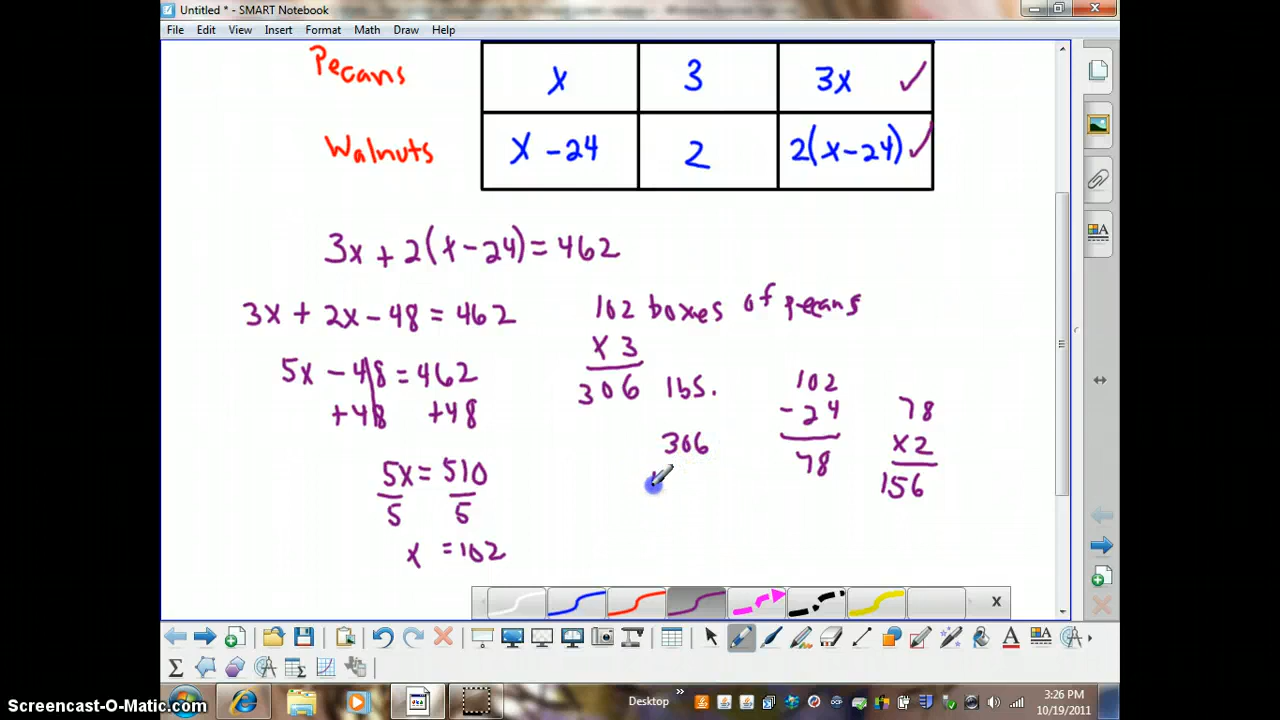 Untitled * - SMART Notebook
File Edit View Insert Format Math Draw Help
Pecans x 3 3x ✓
Walnuts x - 24 2 2(x-24) ✓
3x + 2(x-24) = 462
3x + 2x - 48 = 462
5x - 48 = 462
+48 +48
5x = 510
5 5
x = 102
102 boxes of pecans
x 3
306 lbs.
306
102
- 24
78
78
x 2
156
Desktop
3:26 PM
10/19/2011
Screencast-O-Matic.com